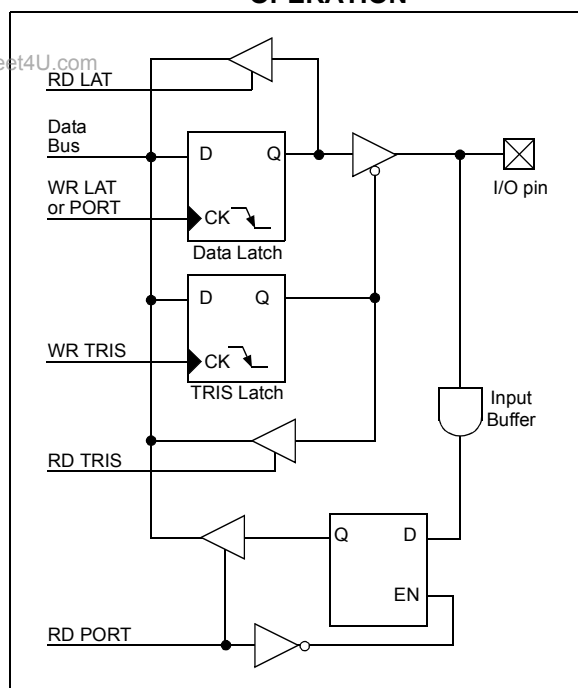 OPERATION
eet4U.com
RD LAT
Data
Bus
WR LAT
or PORT
D
Q
CK
Data Latch
I/O pin
D
Q
CK
TRIS Latch
WR TRIS
Input
Buffer
RD TRIS
Q
D
EN
RD PORT